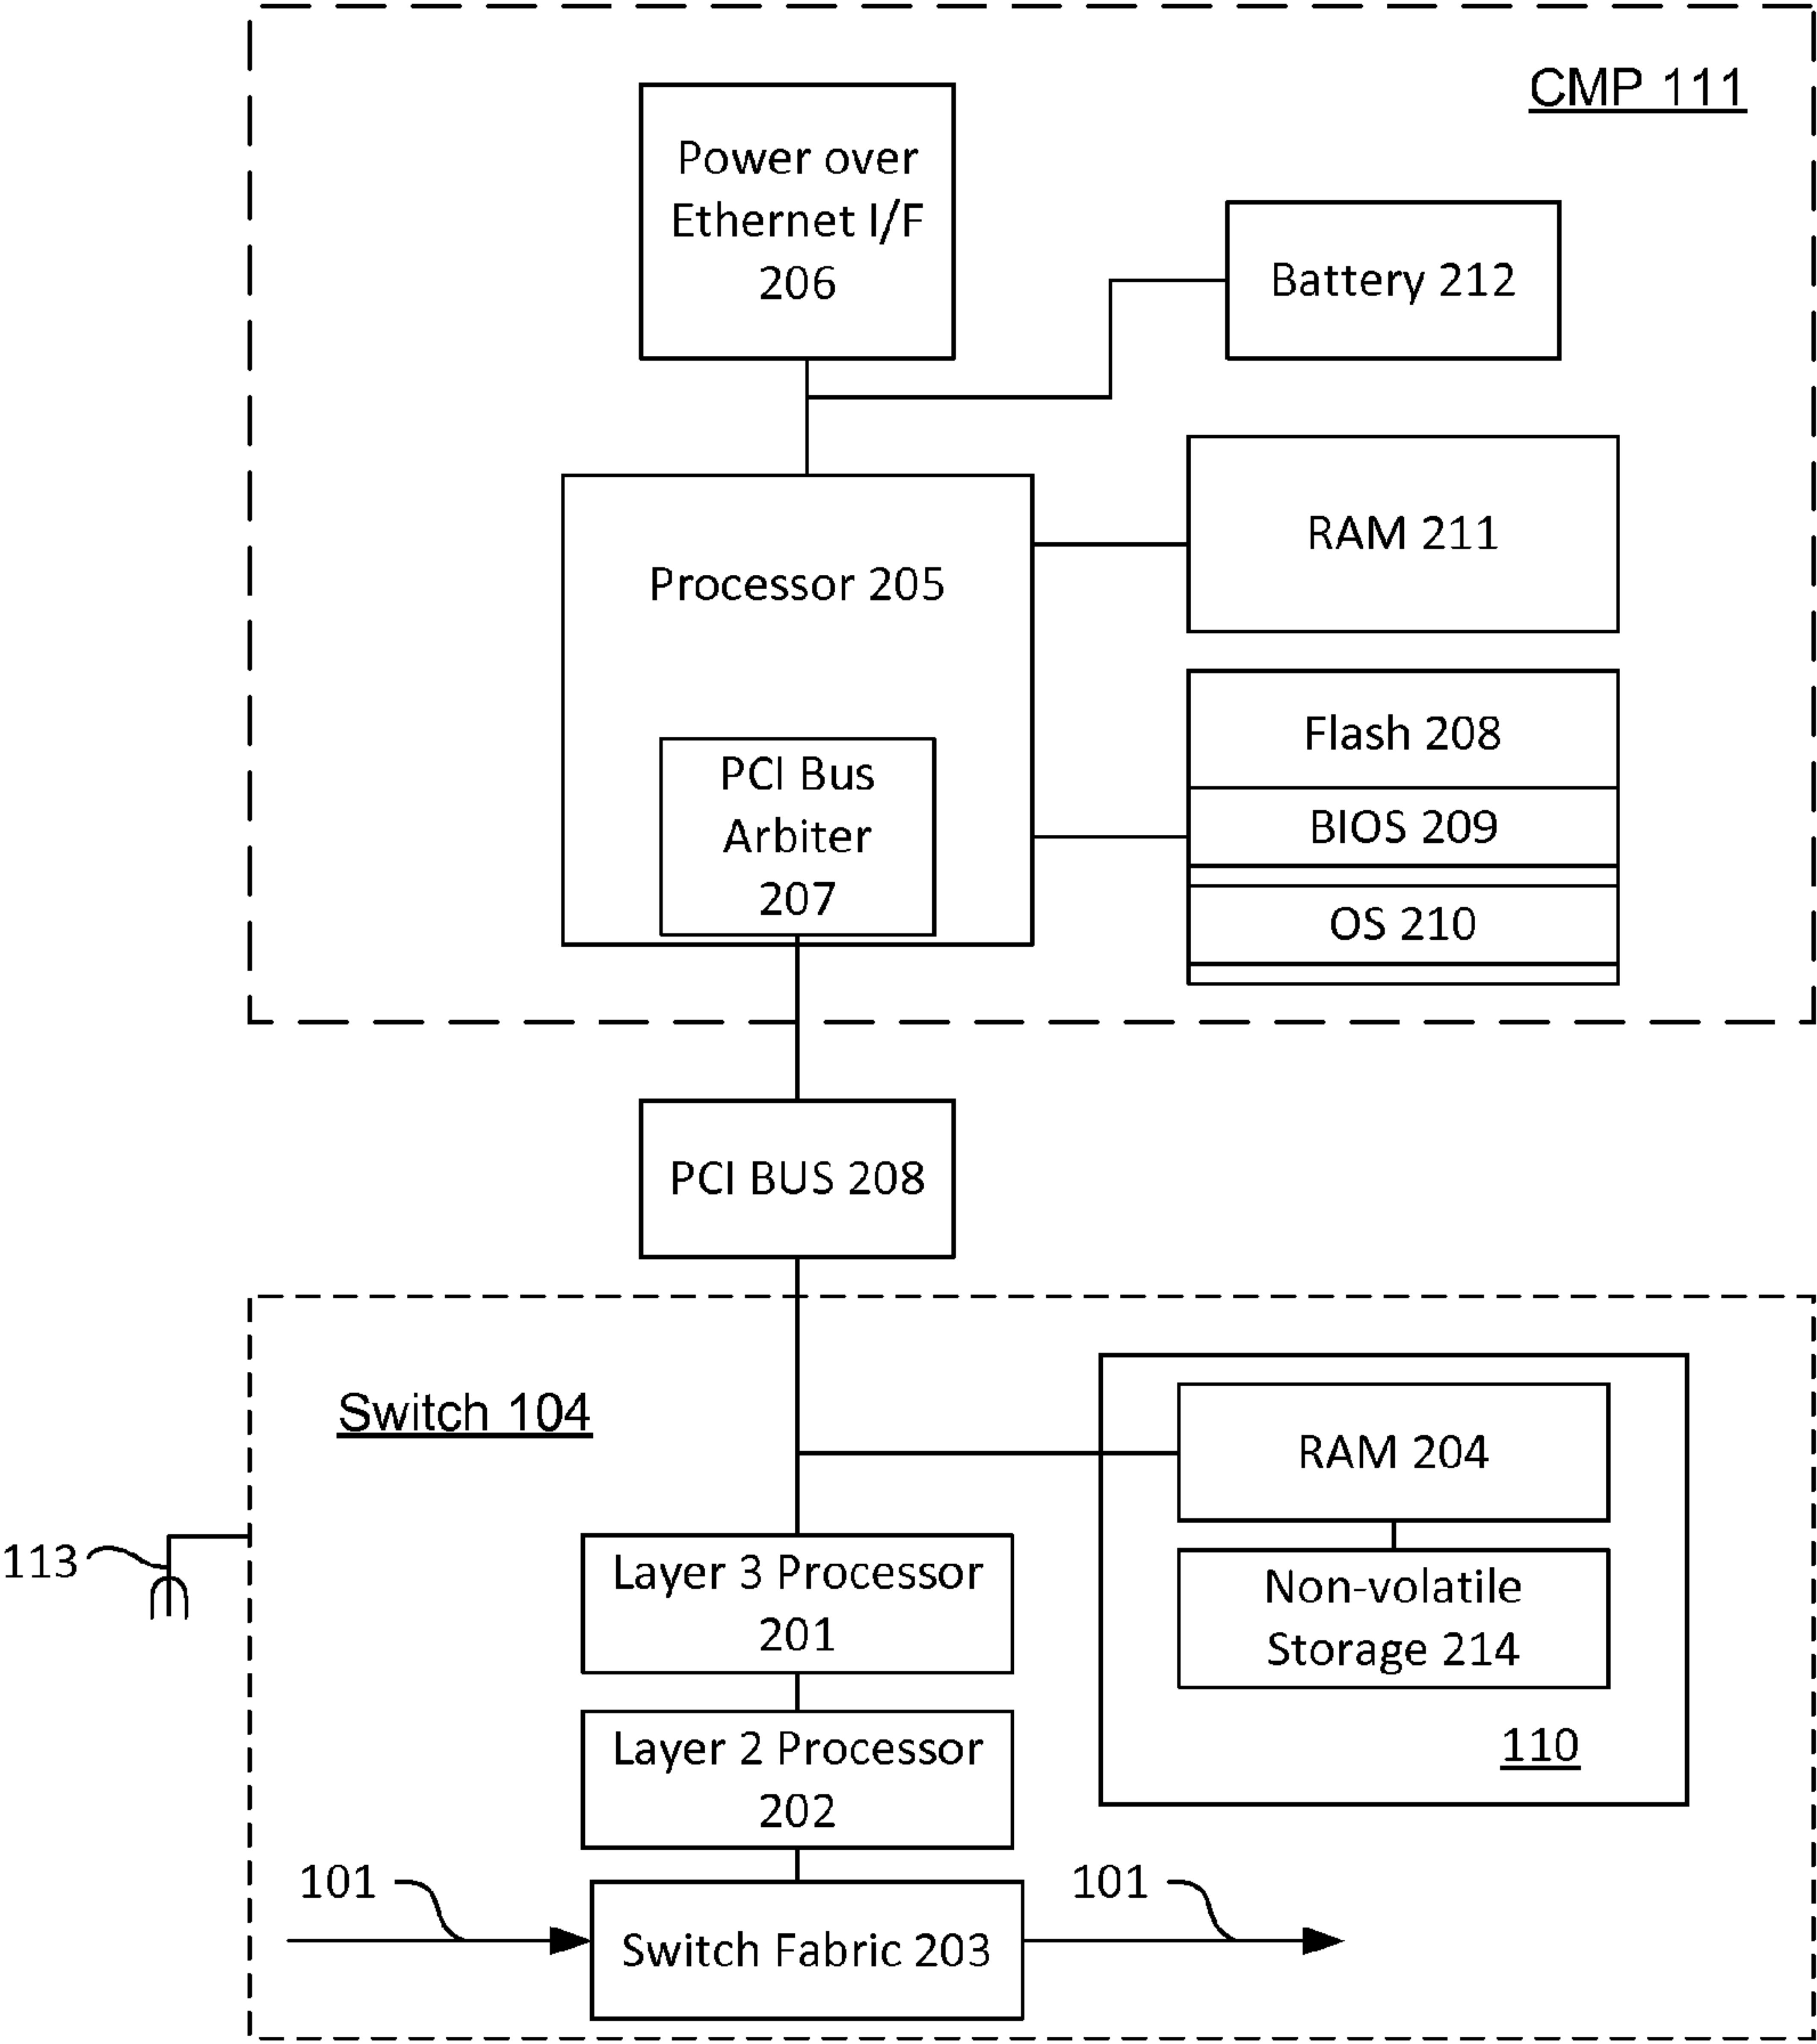 CMP 111
Power over
Ethernet I/F
206
Battery 212
RAM 211
Processor 205
Flash 208
PCI Bus
Arbiter
207
BIOS 209
OS 210
PCI BUS 208
Switch 104
RAM 204
113
Layer 3 Processor
201
Non-volatile
Storage 214
Layer 2 Processor
202
110
101
101
Switch Fabric 203